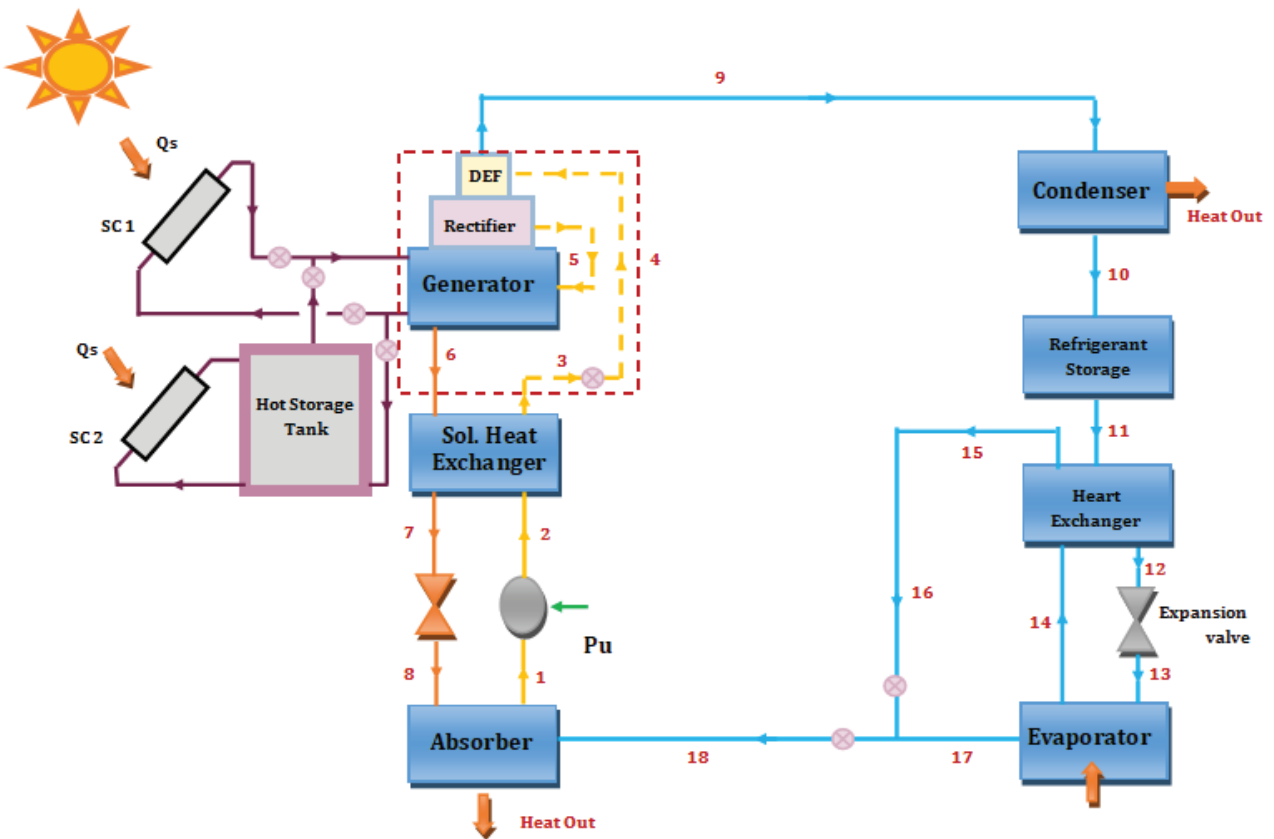 9
Qs
DEF
Condenser
SC 1
Rectifier
Heat Out
5
4
Generator
10
Qs
6
3
Refrigerant
Storage
Hot Storage
Tank
11
SC 2
Sol. Heat
Exchanger
15
Heart
Exchanger
7
2
12
16
14
Expansion
valve
Pu
8
1
13
Absorber
Evaporator
18
17
Heat Out